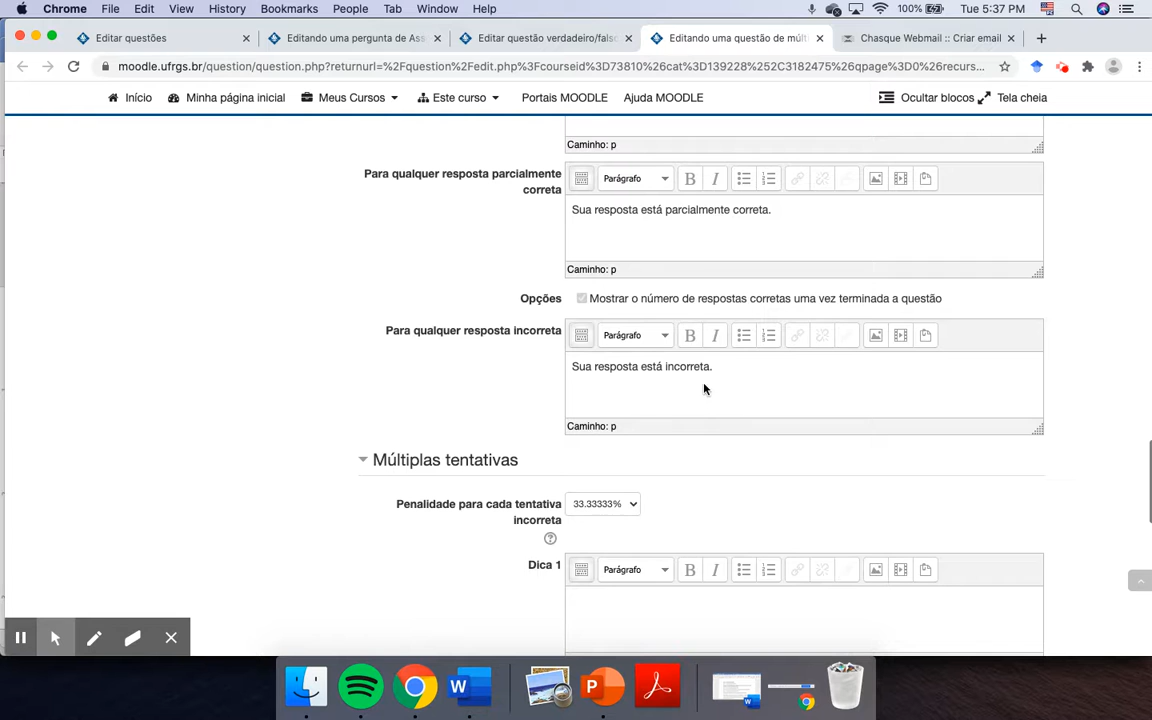 Chrome File Edit View History Bookmarks People Tab Window Help 100% Tue 5:37 PM
Editar questões
Editando uma pergunta de Ass
Editar questão verdadeiro/fals
Editando uma questão de múlt
Chasque Webmail :: Criar email
moodle.ufrgs.br/question/question.php?returnurl=%2Fquestion%2Fedit.php%3Fcourseid%3D73810%26cat%3D139228%252C3182475%26qpage%3D0%26recurs...
Início Minha página inicial Meus Cursos Este curso Portais MOODLE Ajuda MOODLE Ocultar blocos Tela cheia
Caminho: p
Para qualquer resposta parcialmente
correta
Parágrafo B I
Sua resposta está parcialmente correta.
Caminho: p
Opções Mostrar o número de respostas corretas uma vez terminada a questão
Para qualquer resposta incorreta
Parágrafo B I
Sua resposta está incorreta.
Caminho: p
Múltiplas tentativas
Penalidade para cada tentativa
incorreta
33.33333%
?
Dica 1
Parágrafo B I
W
P